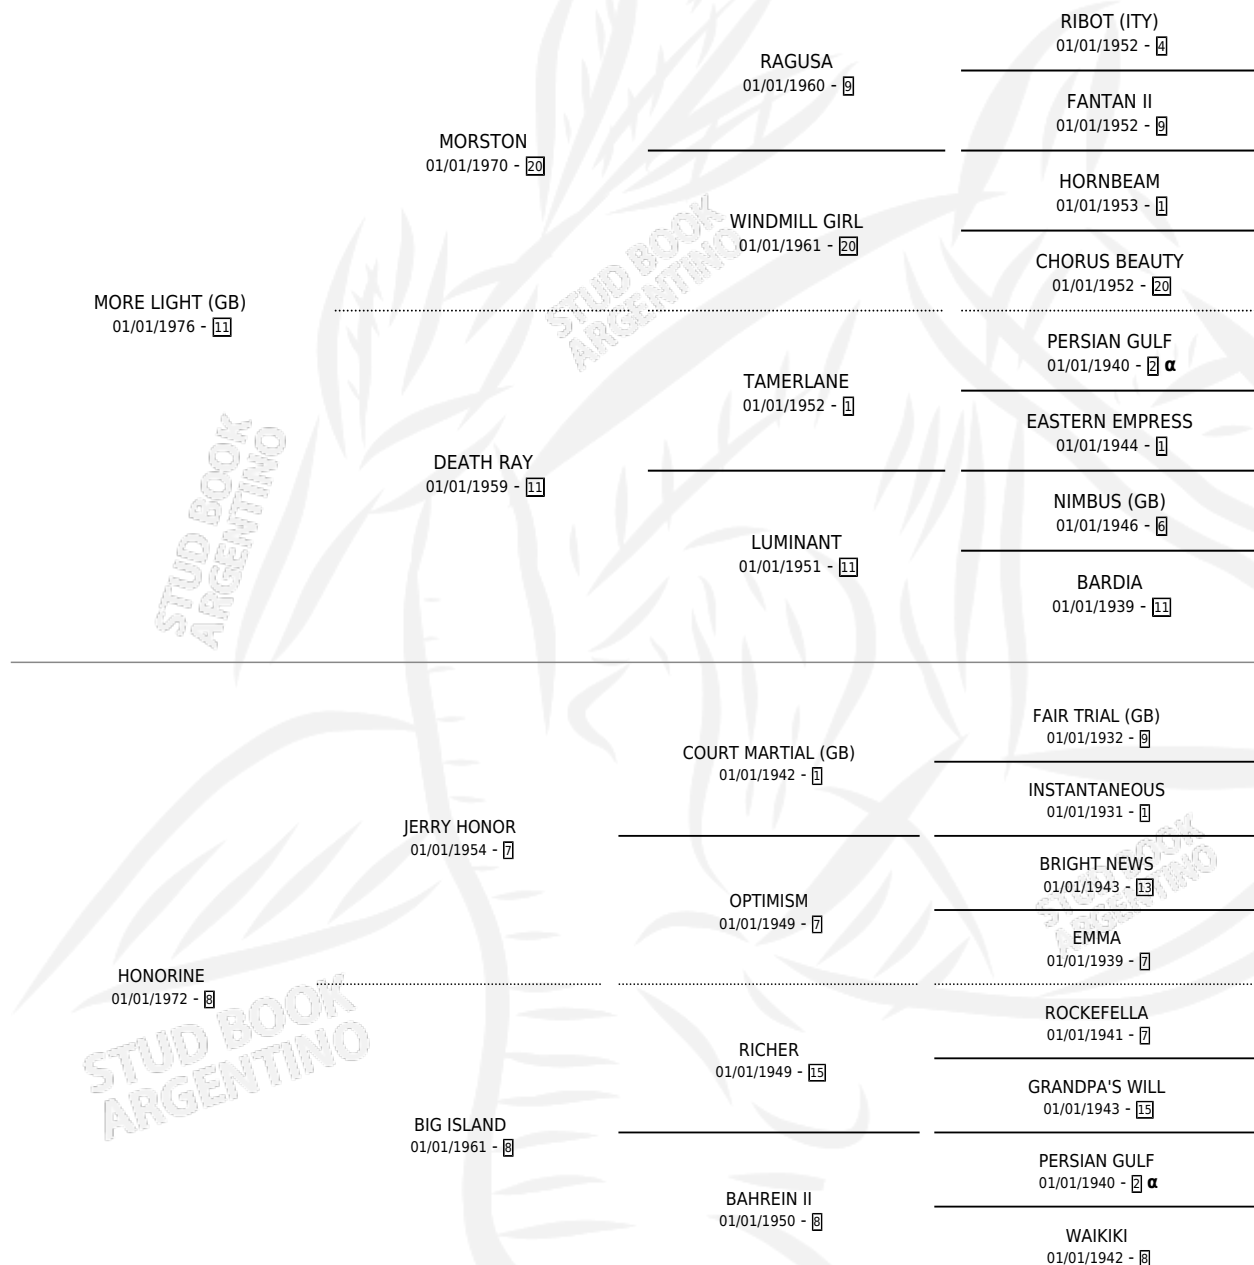 MORE LIGHT (GB)
01/01/1976 - 11
MORSTON
01/01/1970 - 20
DEATH RAY
01/01/1959 - 11
RAGUSA
01/01/1960 - 9
WINDMILL GIRL
01/01/1961 - 20
TAMERLANE
01/01/1952 - 1
LUMINANT
01/01/1951 - 11
RIBOT (ITY)
01/01/1952 - 4
FANTAN II
01/01/1952 - 9
HORNBEAM
01/01/1953 - 1
CHORUS BEAUTY
01/01/1952 - 20
PERSIAN GULF
01/01/1940 - 2 α
EASTERN EMPRESS
01/01/1944 - 1
NIMBUS (GB)
01/01/1946 - 6
BARDIA
01/01/1939 - 11
HONORINE
01/01/1972 - 8
JERRY HONOR
01/01/1954 - 7
BIG ISLAND
01/01/1961 - 8
COURT MARTIAL (GB)
01/01/1942 - 1
OPTIMISM
01/01/1949 - 7
RICHER
01/01/1949 - 15
BAHREIN II
01/01/1950 - 8
FAIR TRIAL (GB)
01/01/1932 - 9
INSTANTANEOUS
01/01/1931 - 1
BRIGHT NEWS
01/01/1943 - 13
EMMA
01/01/1939 - 7
ROCKEFELLA
01/01/1941 - 7
GRANDPA'S WILL
01/01/1943 - 15
PERSIAN GULF
01/01/1940 - 2 α
WAIKIKI
01/01/1942 - 8
STUD BOOK
ARGENTINO
STUD BOOK
ARGENTINO
STUD BOOK
ARGENTINO
STUD BOOK
ARGENTINO